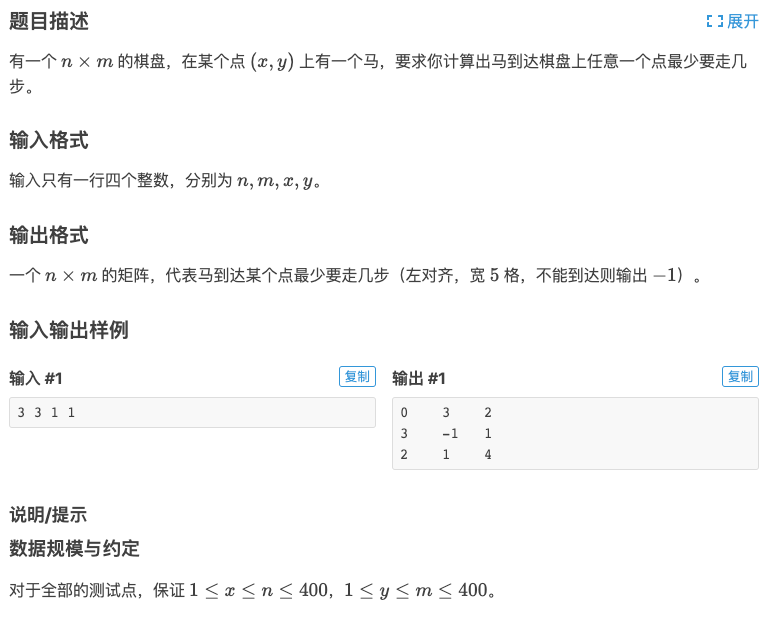 题目描述
展开
有一个 n × m 的棋盘，在某个点 (x, y) 上有一个马，要求你计算出马到达棋盘上任意一个点最少要走几
步。
输入格式
输入只有一行四个整数，分别为 n, m, x, y。
输出格式
一个 n × m 的矩阵，代表马到达某个点最少要走几步（左对齐，宽 5 格，不能到达则输出 −1）。
输入输出样例
输入 #1
复制
3 3 1 1
输出 #1
复制
0    3    2
3    -1   1
2    1    4
说明/提示
数据规模与约定
对于全部的测试点，保证 1 ≤ x ≤ n ≤ 400，1 ≤ y ≤ m ≤ 400。